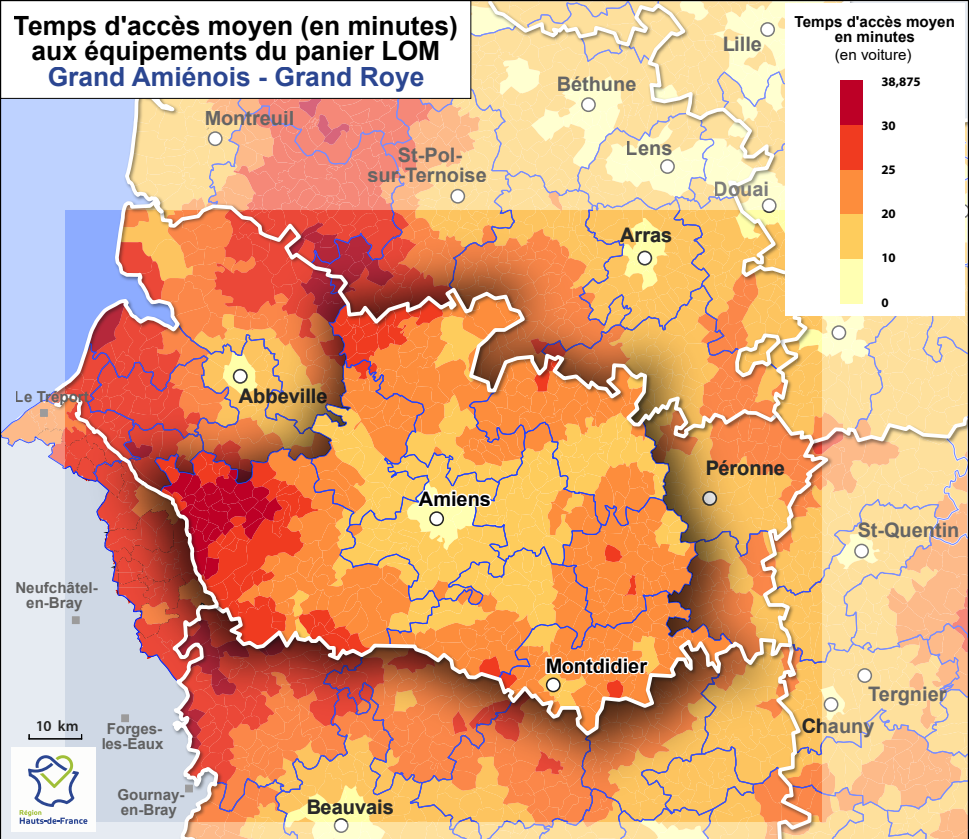 Temps d'accès moyen (en minutes)
aux équipements du panier LOM
Grand Amiénois - Grand Roye
Temps d'accès moyen
en minutes
(en voiture)
38,875
30
25
20
10
0
Lille
Béthune
Montreuil
St-Pol-
sur-Ternoise
Lens
Douai
Arras
Le Tréport
Abbeville
Péronne
Amiens
St-Quentin
Neufchâtel-
en-Bray
Montdidier
Tergnier
Chauny
10 km
Forges-
les-Eaux
Gournay-
en-Bray
Beauvais
Région
Hauts-de-France